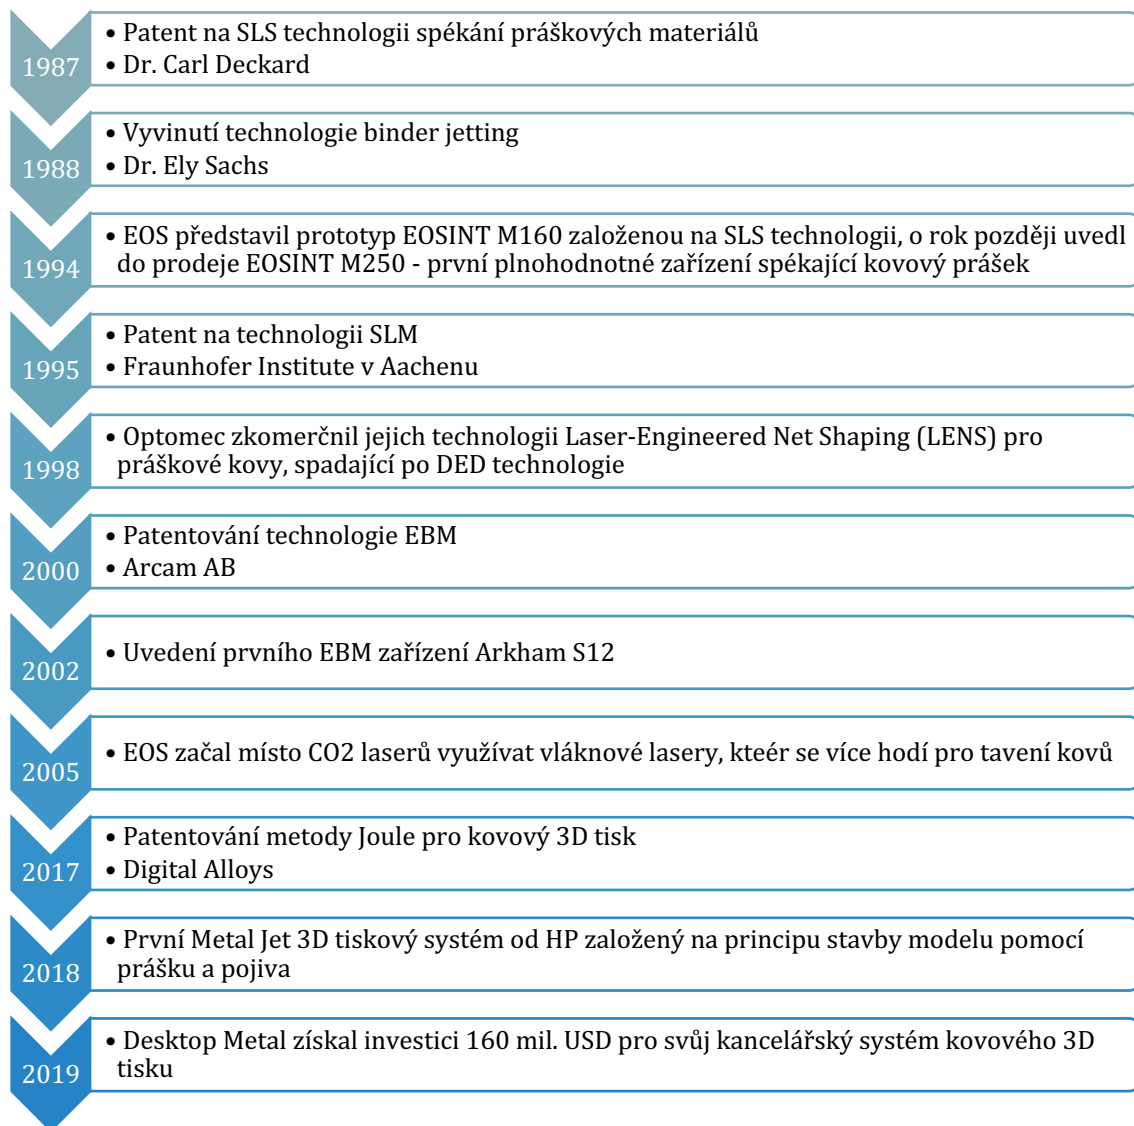 1987
• Patent na SLS technologii spékání práškových materiálů
• Dr. Carl Deckard
1988
• Vyvinutí technologie binder jetting
• Dr. Ely Sachs
1994
• EOS představil prototyp EOSINT M160 založenou na SLS technologii, o rok později uvedl
do prodeje EOSINT M250 - první plnohodnotné zařízení spékající kovový prášek
1995
• Patent na technologii SLM
• Fraunhofer Institute v Aachenu
1998
• Optomec zkomerčnil jejich technologii Laser-Engineered Net Shaping (LENS) pro
práškové kovy, spadající po DED technologie
2000
• Patentování technologie EBM
• Arcam AB
2002
• Uvedení prvního EBM zařízení Arkham S12
2005
• EOS začal místo CO2 laserů využívat vláknové lasery, kteér se více hodí pro tavení kovů
2017
• Patentování metody Joule pro kovový 3D tisk
• Digital Alloys
2018
• První Metal Jet 3D tiskový systém od HP založený na principu stavby modelu pomocí
prášku a pojiva
2019
• Desktop Metal získal investici 160 mil. USD pro svůj kancelářský systém kovového 3D
tisku